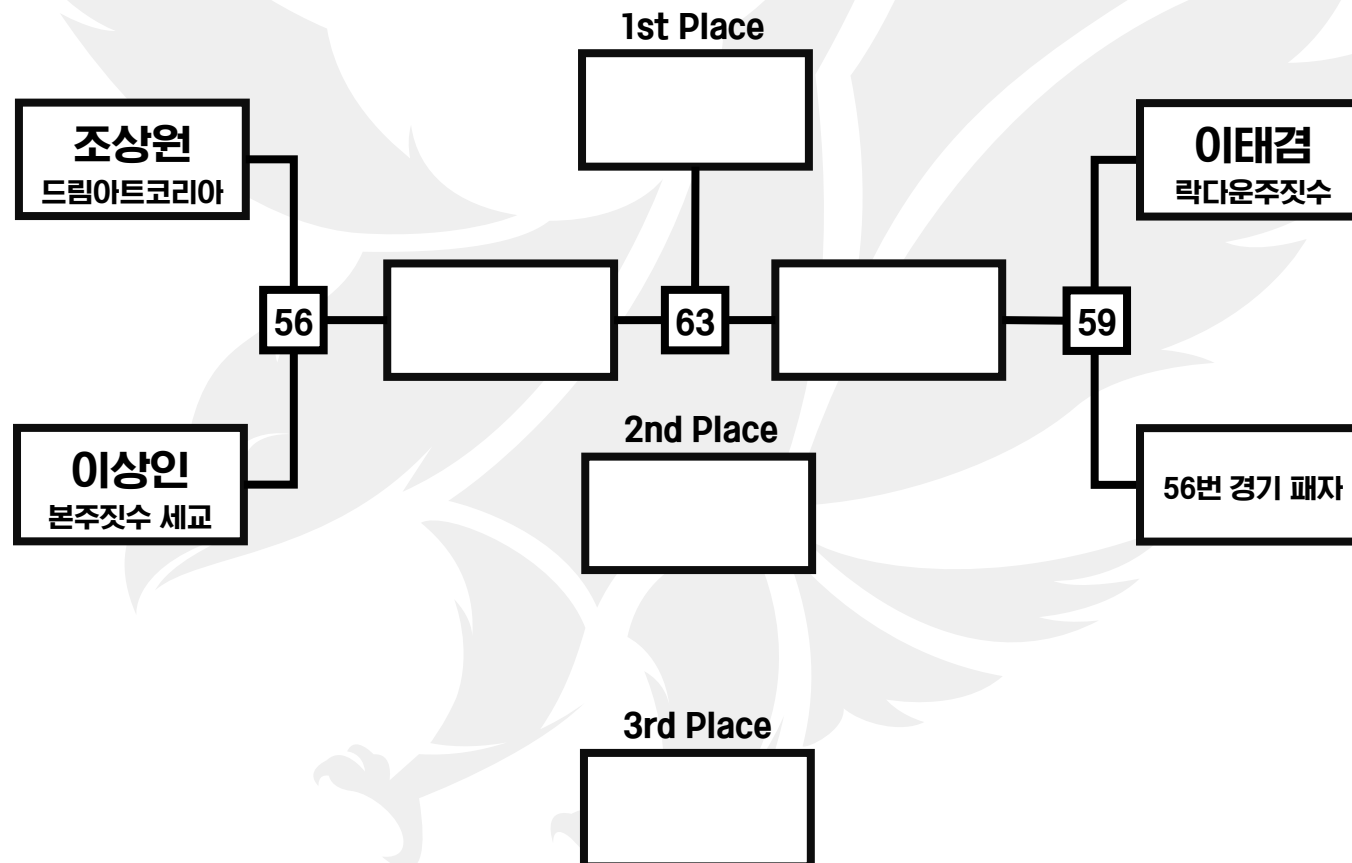 1st Place
조상원
드림아트코리아
이태겸
락다운주짓수
56
63
59
이상인
본주짓수 세교
56번 경기 패자
2nd Place
3rd Place